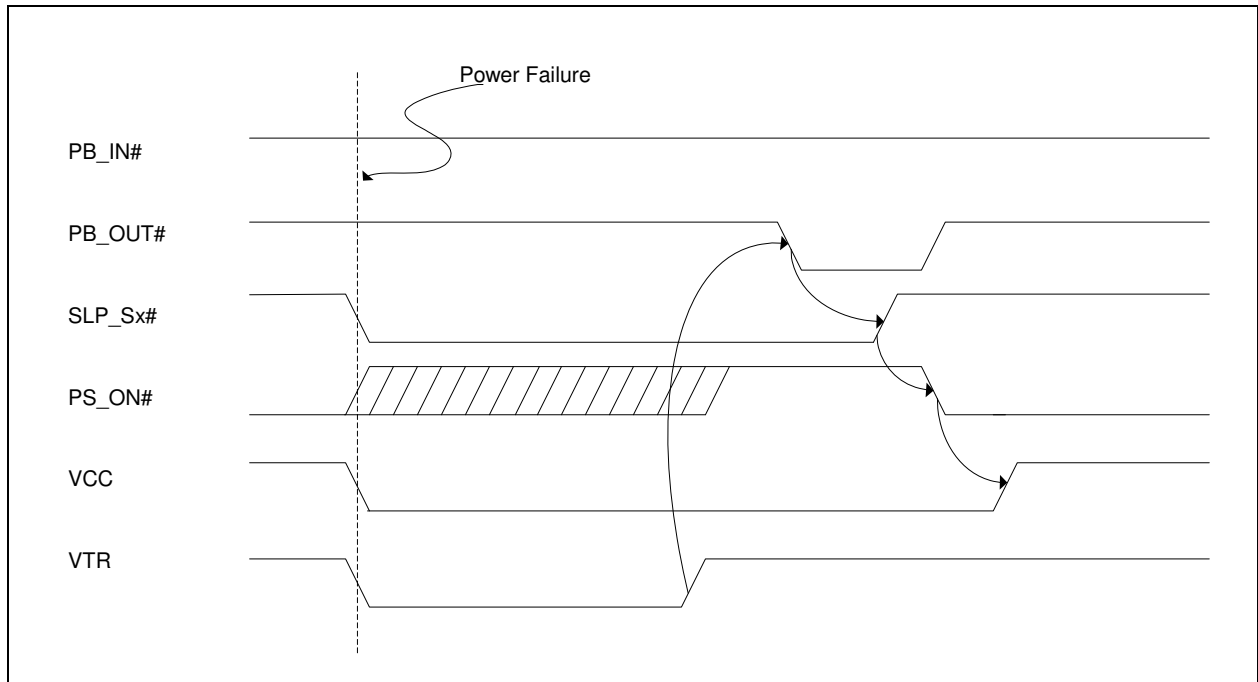 Power Failure
PB_IN#
PB_OUT#
SLP_Sx#
PS_ON#
VCC
VTR